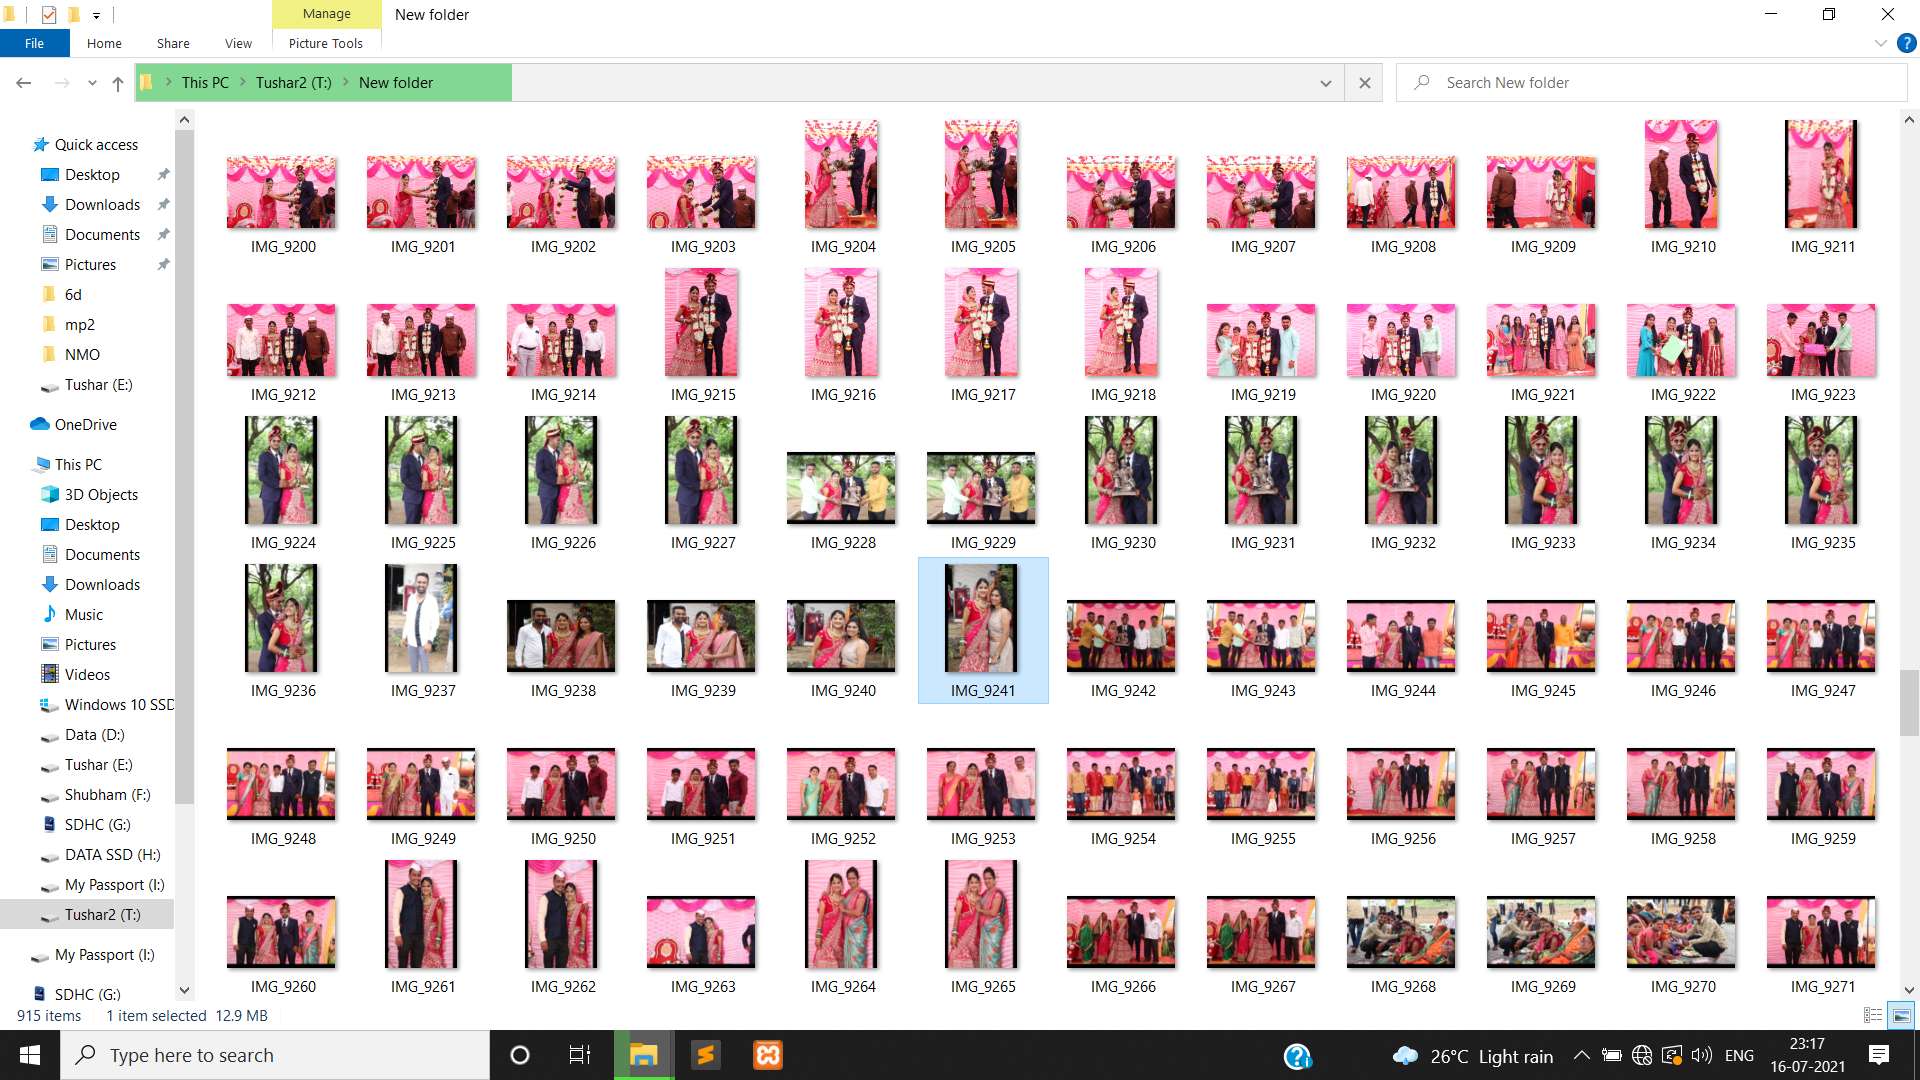 Manage
New folder
File
Home
Share
View
Picture Tools
This PC
Tushar2 (T:)
New folder
Search New folder
Quick access
Desktop
Downloads
Documents
Pictures
6d
mp2
NMO
Tushar (E:)
OneDrive
This PC
3D Objects
Desktop
Documents
Downloads
Music
Pictures
Videos
Windows 10 SSD
Data (D:)
Tushar (E:)
Shubham (F:)
SDHC (G:)
DATA SSD (H:)
My Passport (I:)
Tushar2 (T:)
My Passport (I:)
SDHC (G:)
IMG_9200 IMG_9201 IMG_9202 IMG_9203 IMG_9204 IMG_9205 IMG_9206 IMG_9207 IMG_9208 IMG_9209 IMG_9210 IMG_9211
IMG_9212 IMG_9213 IMG_9214 IMG_9215 IMG_9216 IMG_9217 IMG_9218 IMG_9219 IMG_9220 IMG_9221 IMG_9222 IMG_9223
IMG_9224 IMG_9225 IMG_9226 IMG_9227 IMG_9228 IMG_9229 IMG_9230 IMG_9231 IMG_9232 IMG_9233 IMG_9234 IMG_9235
IMG_9236 IMG_9237 IMG_9238 IMG_9239 IMG_9240 IMG_9241 IMG_9242 IMG_9243 IMG_9244 IMG_9245 IMG_9246 IMG_9247
IMG_9248 IMG_9249 IMG_9250 IMG_9251 IMG_9252 IMG_9253 IMG_9254 IMG_9255 IMG_9256 IMG_9257 IMG_9258 IMG_9259
IMG_9260 IMG_9261 IMG_9262 IMG_9263 IMG_9264 IMG_9265 IMG_9266 IMG_9267 IMG_9268 IMG_9269 IMG_9270 IMG_9271
915 items 1 item selected 12.9 MB
Type here to search
26°C Light rain
ENG
23:17
16-07-2021